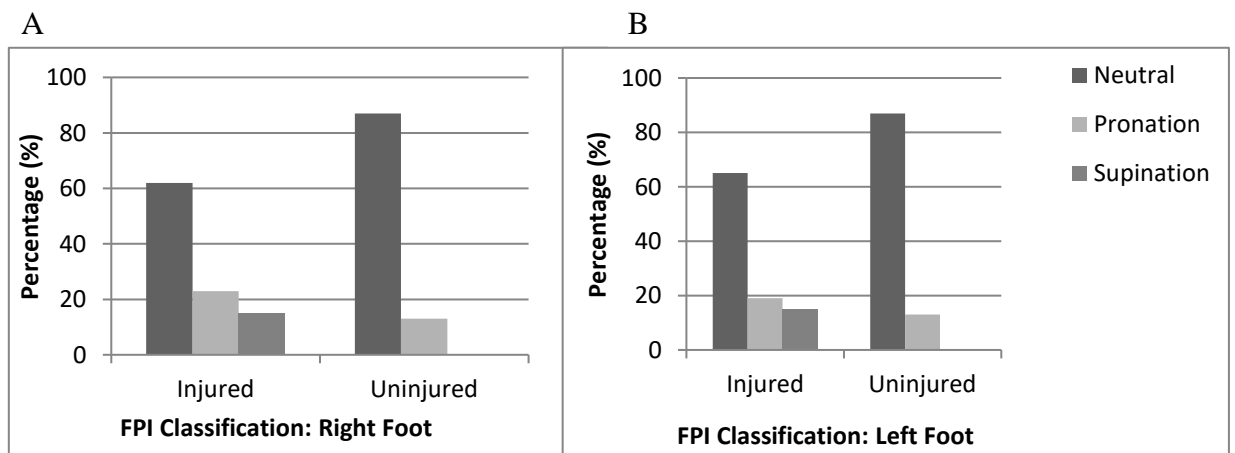 A
B
100
80
60
40
20
0
Percentage (%)
Injured
Uninjured
FPI Classification: Right Foot
100
80
60
40
20
0
Percentage (%)
Injured
Uninjured
FPI Classification: Left Foot
Neutral
Pronation
Supination